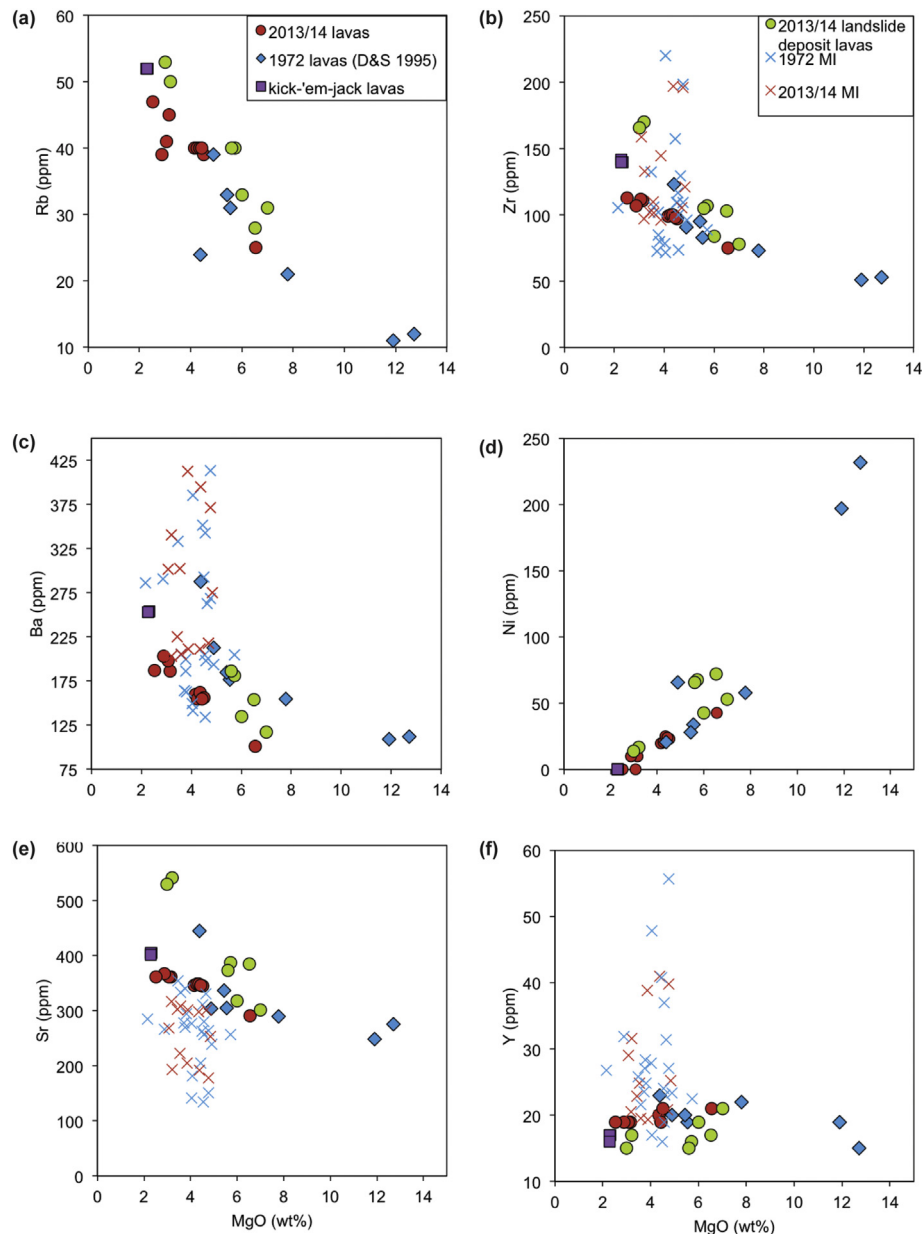 (a)
60
50
40
30
20
10
Rb (ppm)
0 2 4 6 8 10 12 14
2013/14 lavas
1972 lavas (D&S 1995)
kick-'em-jack lavas
(b)
250
200
150
100
50
0
Zr (ppm)
0 2 4 6 8 10 12 14
2013/14 landslide
deposit lavas
1972 MI
2013/14 MI
(c)
425
375
325
275
225
175
125
75
Ba (ppm)
0 2 4 6 8 10 12 14
(d)
250
200
150
100
50
0
Ni (ppm)
0 2 4 6 8 10 12 14
(e)
600
500
400
300
200
100
0
Sr (ppm)
0 2 4 6 8 10 12 14
MgO (wt%)
(f)
60
50
40
30
20
10
Y (ppm)
0 2 4 6 8 10 12 14
MgO (wt%)